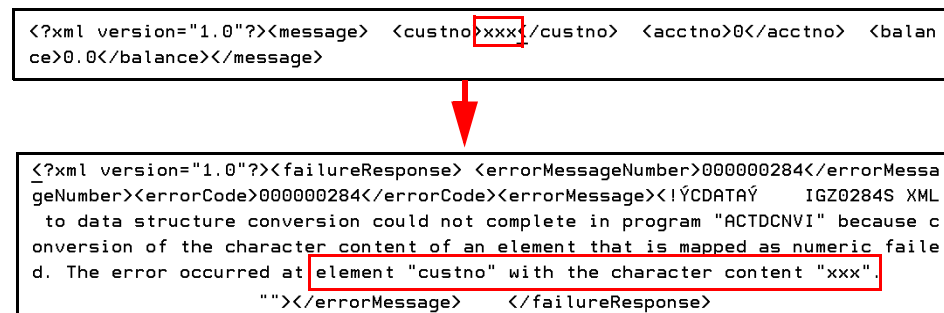 <?xml version="1.0"?><message>  <custno>xxx</custno>  <acctno>0</acctno>  <balan
ce>0.0</balance></message>
<?xml version="1.0"?><failureResponse> <errorMessageNumber>000000284</errorMessa
geNumber><errorCode>000000284</errorCode><errorMessage><!ÝCDATAÝ    IGZ0284S XML
 to data structure conversion could not complete in program "ACTDCNVI" because c
onversion of the character content of an element that is mapped as numeric faile
d. The error occurred at element "custno" with the character content "xxx".
""></errorMessage>    </failureResponse>